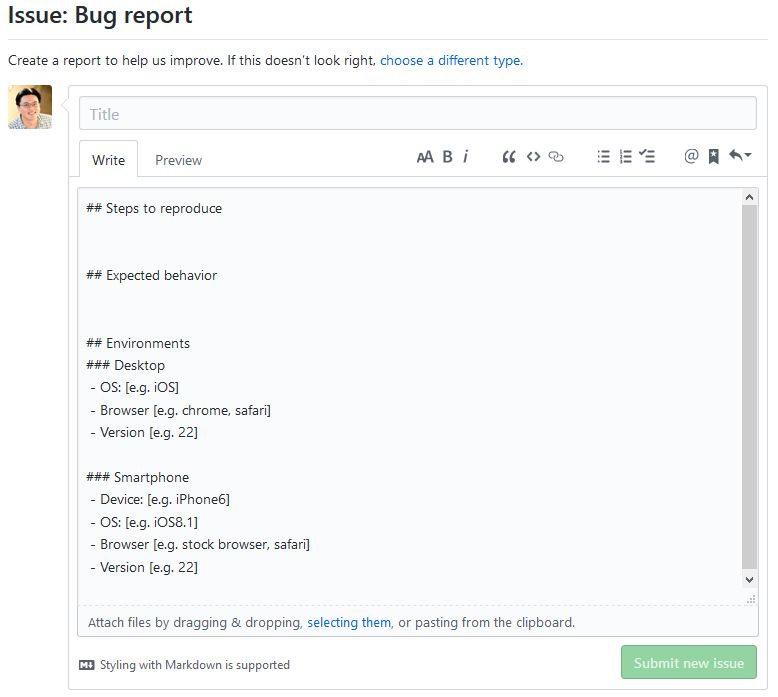 Issue: Bug report
Create a report to help us improve. If this doesn't look right, choose a different type.
Title
Write Preview AA B i @
## Steps to reproduce
## Expected behavior
## Environments
### Desktop
- OS: [e.g. iOS]
- Browser [e.g. chrome, safari]
- Version [e.g. 22]
### Smartphone
- Device: [e.g. iPhone6]
- OS: [e.g. iOS8.1]
- Browser [e.g. stock browser, safari]
- Version [e.g. 22]
Attach files by dragging & dropping, selecting them, or pasting from the clipboard.
Styling with Markdown is supported
Submit new issue